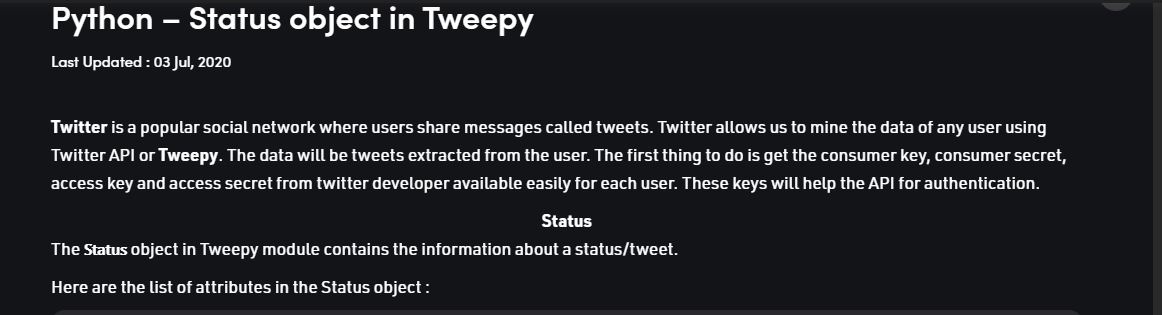 Python – Status object in Tweepy
Last Updated : 03 Jul, 2020
Twitter is a popular social network where users share messages called tweets. Twitter allows us to mine the data of any user using
Twitter API or Tweepy. The data will be tweets extracted from the user. The first thing to do is get the consumer key, consumer secret,
access key and access secret from twitter developer available easily for each user. These keys will help the API for authentication.
Status
The Status object in Tweepy module contains the information about a status/tweet.
Here are the list of attributes in the Status object :